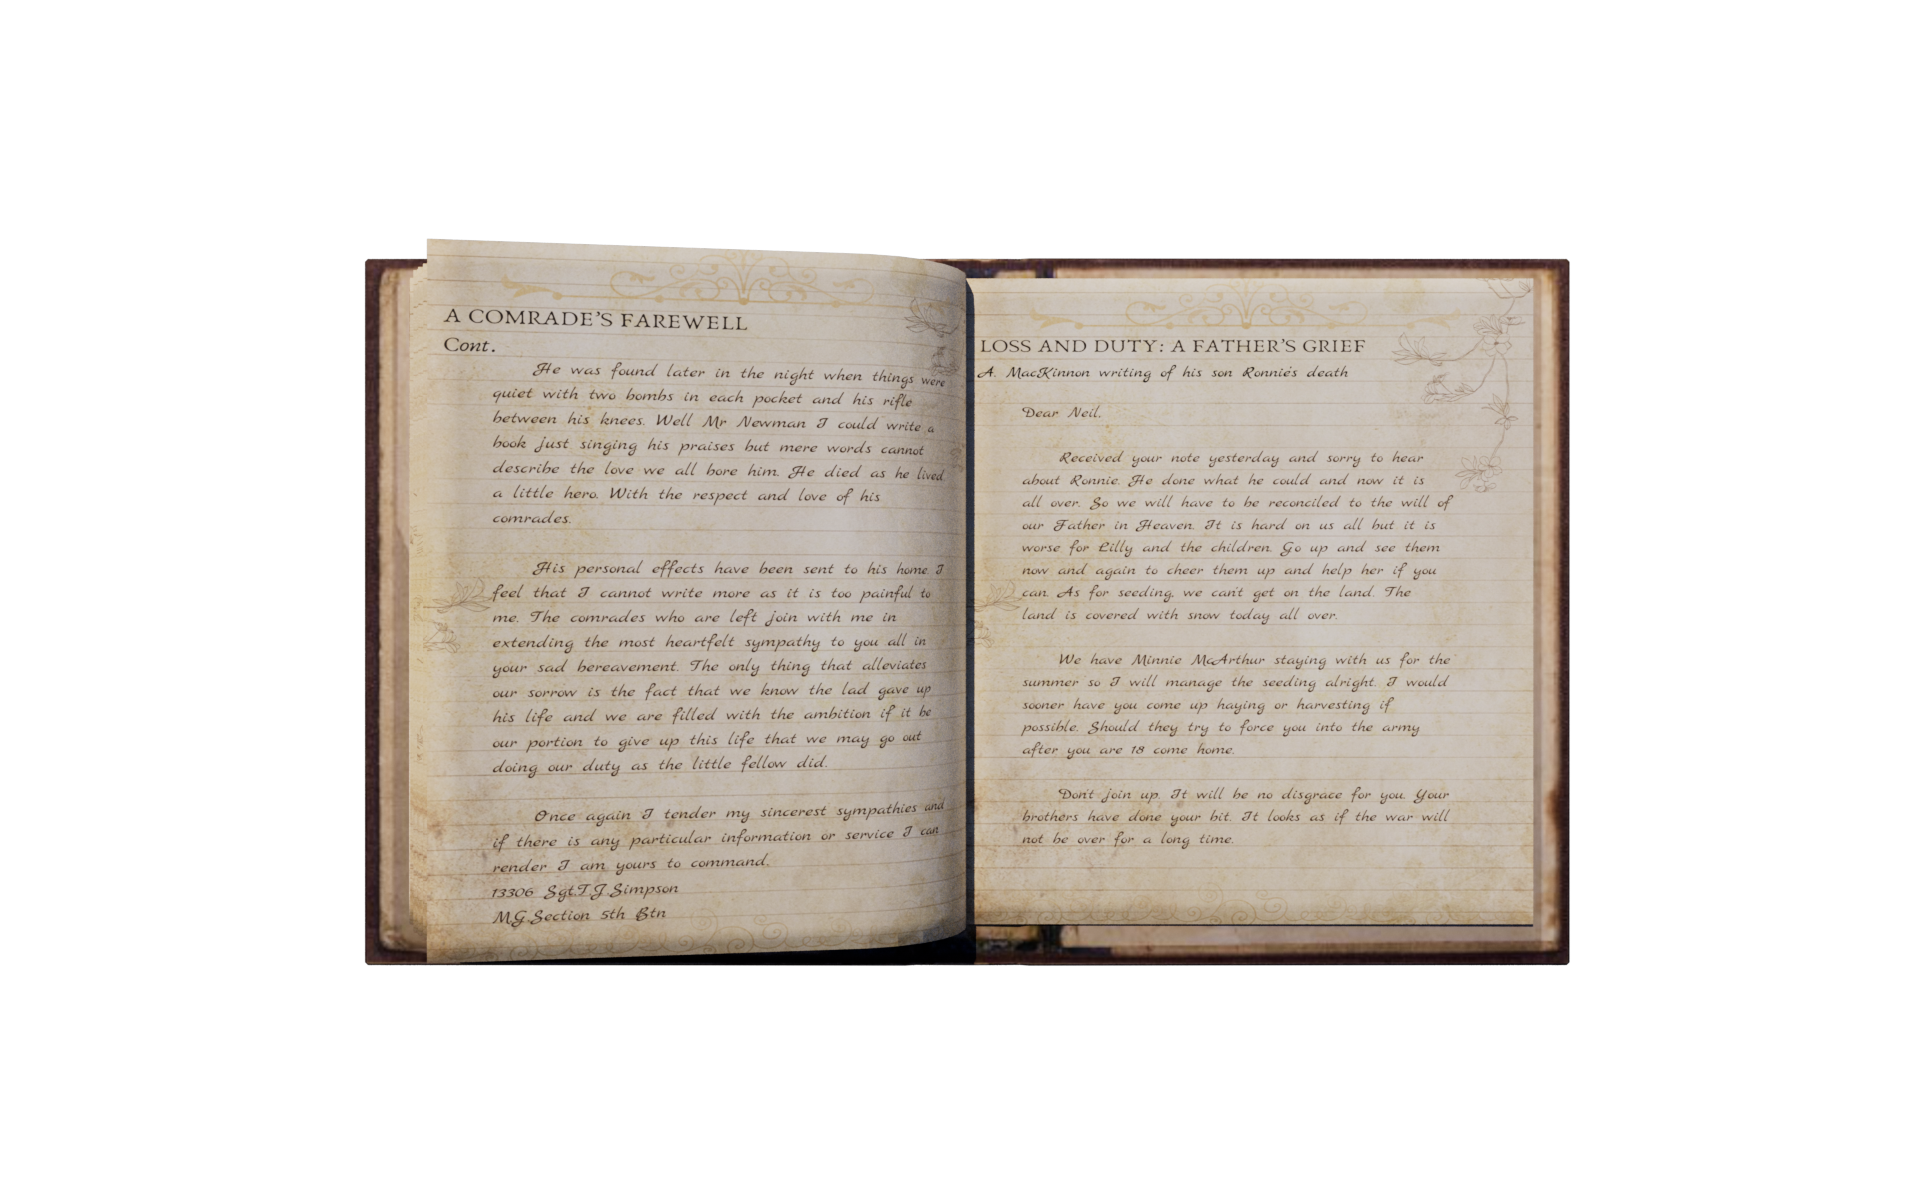 A COMRADE'S FAREWELL
Cont.
He was found later in the night when things were
quiet with two bombs in each pocket and his rifle
between his knees. Well Mr Newman I could write a
book just singing his praises but mere words cannot
describe the love we all bore him. He died as he lived
a little hero. With the respect and love of his
comrades.
His personal effects have been sent to his home. I
feel that I cannot write more as it is too painful to
me. The comrades who are left join with me in
extending the most heartfelt sympathy to you all in
your sad bereavement. The only thing that alleviates
our sorrow is the fact that we know the lad gave up
his life and we are filled with the ambition if it be
our portion to give up this life that we may go out
doing our duty as the little fellow did.
Once again I tender my sincerest sympathies and
if there is any particular information or service I can
render I am yours to command.
13306 Sgt.T.J.Simpson
M.G.Section 5th Btn
LOSS AND DUTY: A FATHER'S GRIEF
A. MacKinnon writing of his son Ronnie's death
Dear Neil,
Received your note yesterday and sorry to hear
about Ronnie. He done what he could and now it is
all over. So we will have to be reconciled to the will of
our Father in Heaven. It is hard on us all but it is
worse for Lilly and the children. Go up and see them
now and again to cheer them up and help her if you
can. As for seeding, we can't get on the land. The
land is covered with snow today all over.
We have Minnie McArthur staying with us for the
summer so I will manage the seeding alright. I would
sooner have you come up haying or harvesting if
possible. Should they try to force you into the army
after you are 18 come home.
Don't join up. It will be no disgrace for you. Your
brothers have done your bit. It looks as if the war will
not be over for a long time.